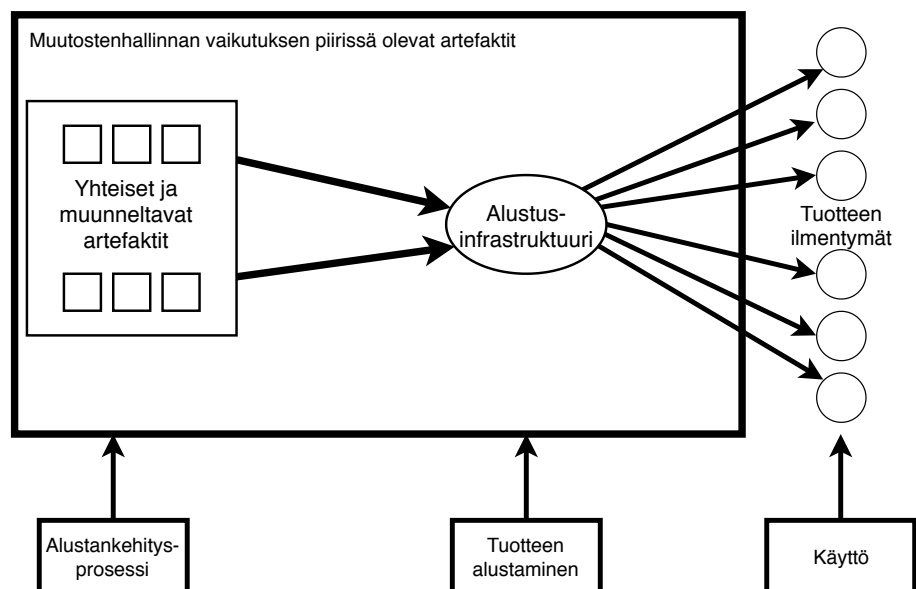 Muutostenhallinnan vaikutuksen piirissä olevat artefaktit
Yhteiset ja
muunneltavat
artefaktit
Alustus-
infrastruktuuri
Tuotteen
ilmentymät
Alustankehitys-
prosessi
Tuotteen
alustaminen
Käyttö